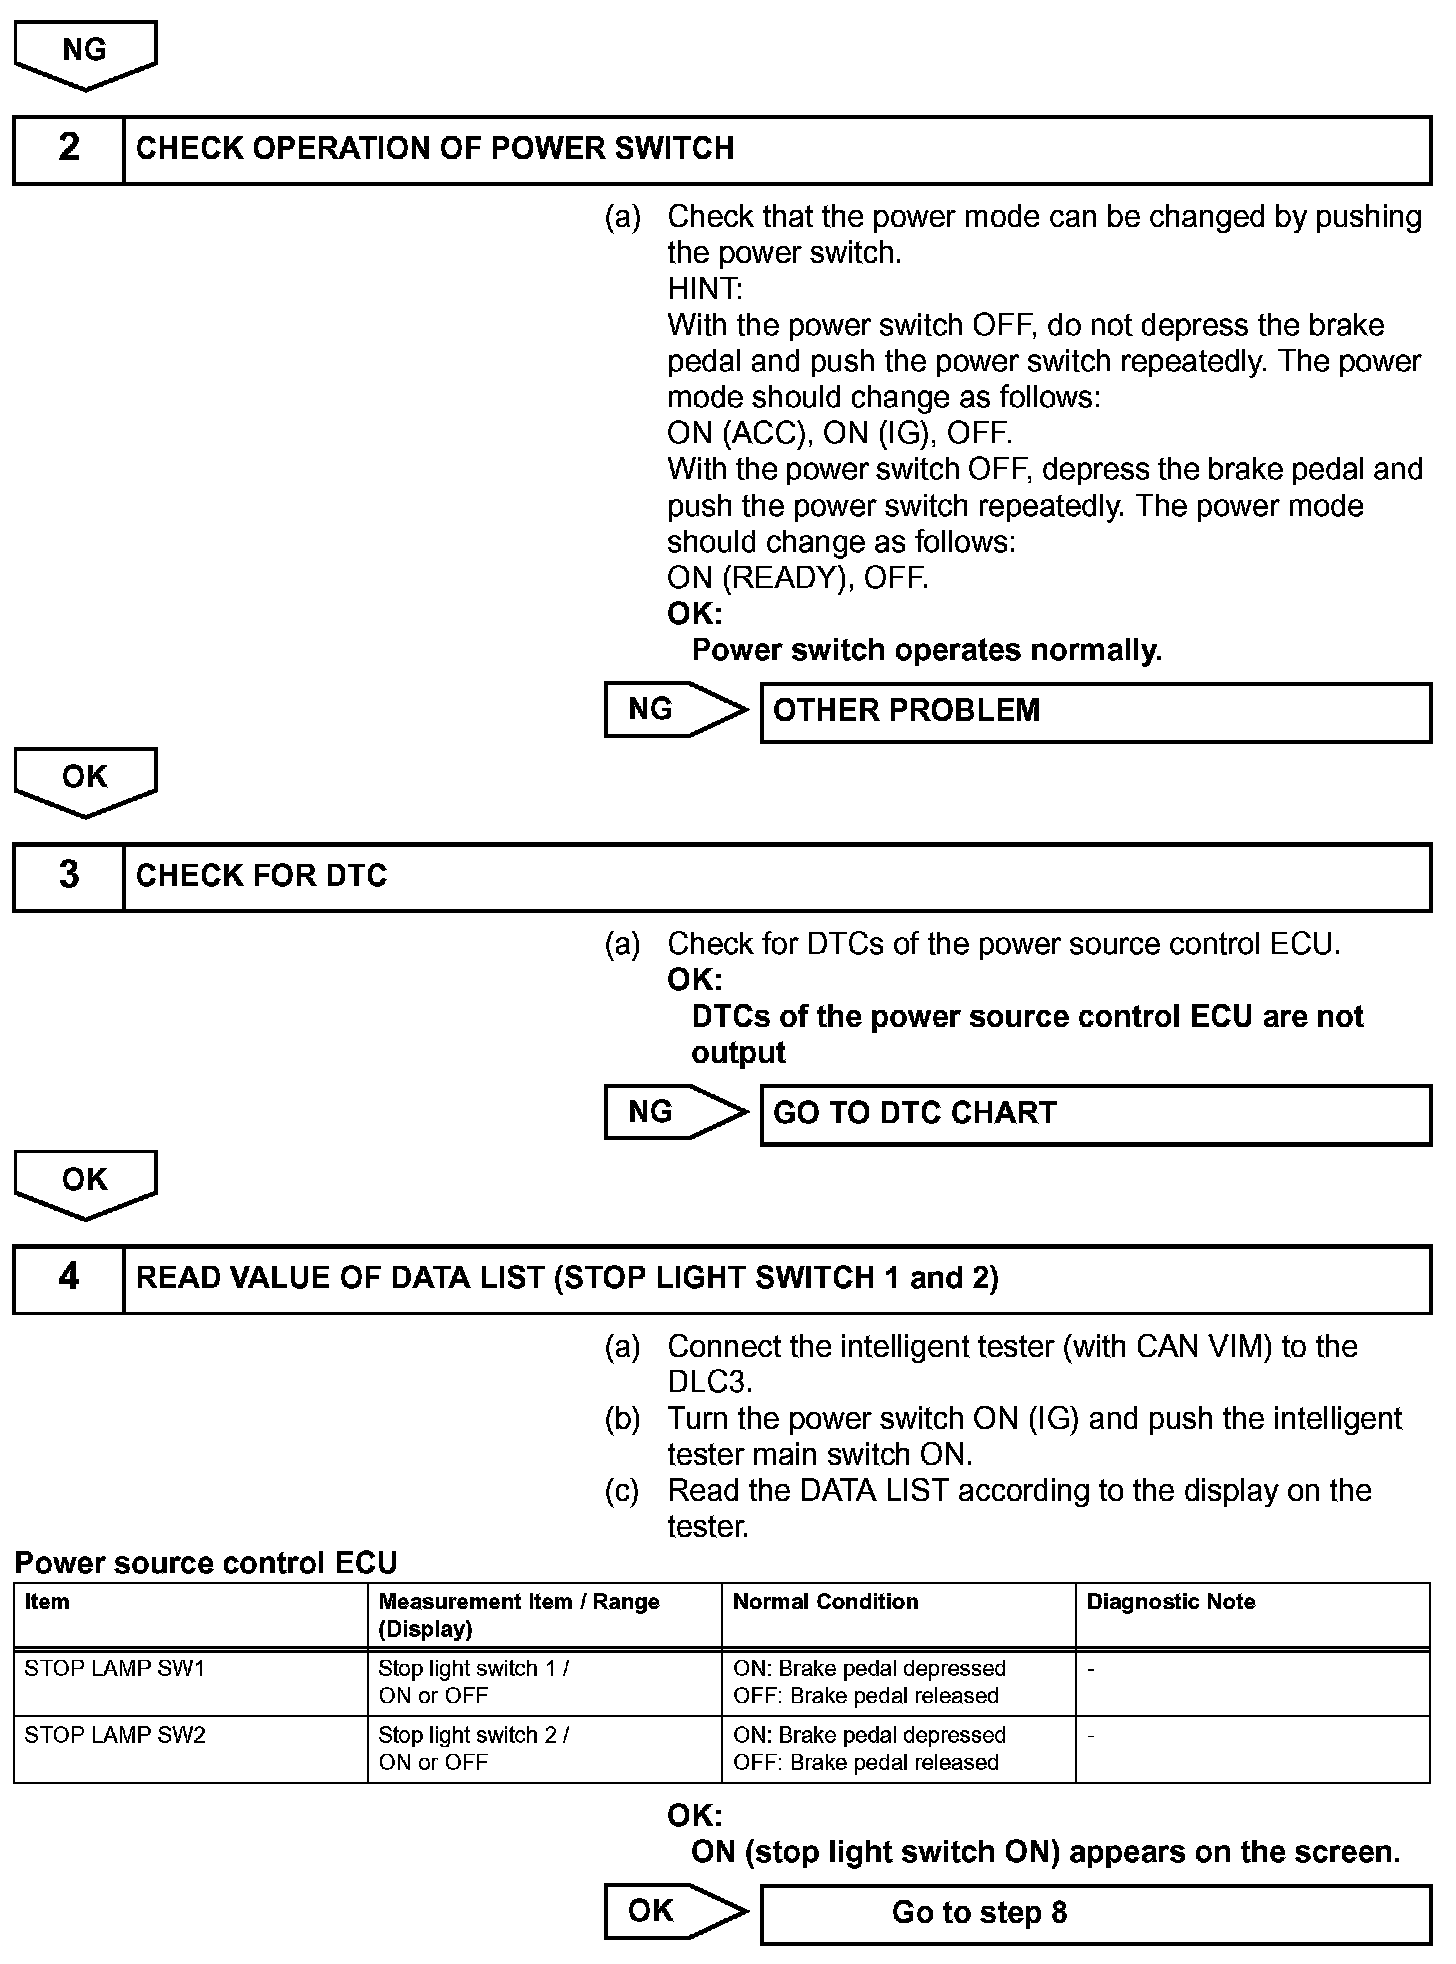 NG
2 CHECK OPERATION OF POWER SWITCH
(a) Check that the power mode can be changed by pushing
the power switch.
HINT:
With the power switch OFF, do not depress the brake
pedal and push the power switch repeatedly. The power
mode should change as follows:
ON (ACC), ON (IG), OFF.
With the power switch OFF, depress the brake pedal and
push the power switch repeatedly. The power mode
should change as follows:
ON (READY), OFF.
OK:
Power switch operates normally.
NG OTHER PROBLEM
OK
3 CHECK FOR DTC
(a) Check for DTCs of the power source control ECU.
OK:
DTCs of the power source control ECU are not
output
NG GO TO DTC CHART
OK
4 READ VALUE OF DATA LIST (STOP LIGHT SWITCH 1 and 2)
(a) Connect the intelligent tester (with CAN VIM) to the
DLC3.
(b) Turn the power switch ON (IG) and push the intelligent
tester main switch ON.
(c) Read the DATA LIST according to the display on the
tester.
Power source control ECU
Item Measurement Item / Range Normal Condition Diagnostic Note
(Display)
STOP LAMP SW1 Stop light switch 1 / ON: Brake pedal depressed -
ON or OFF OFF: Brake pedal released
STOP LAMP SW2 Stop light switch 2 / ON: Brake pedal depressed -
ON or OFF OFF: Brake pedal released
OK:
ON (stop light switch ON) appears on the screen.
OK Go to step 8